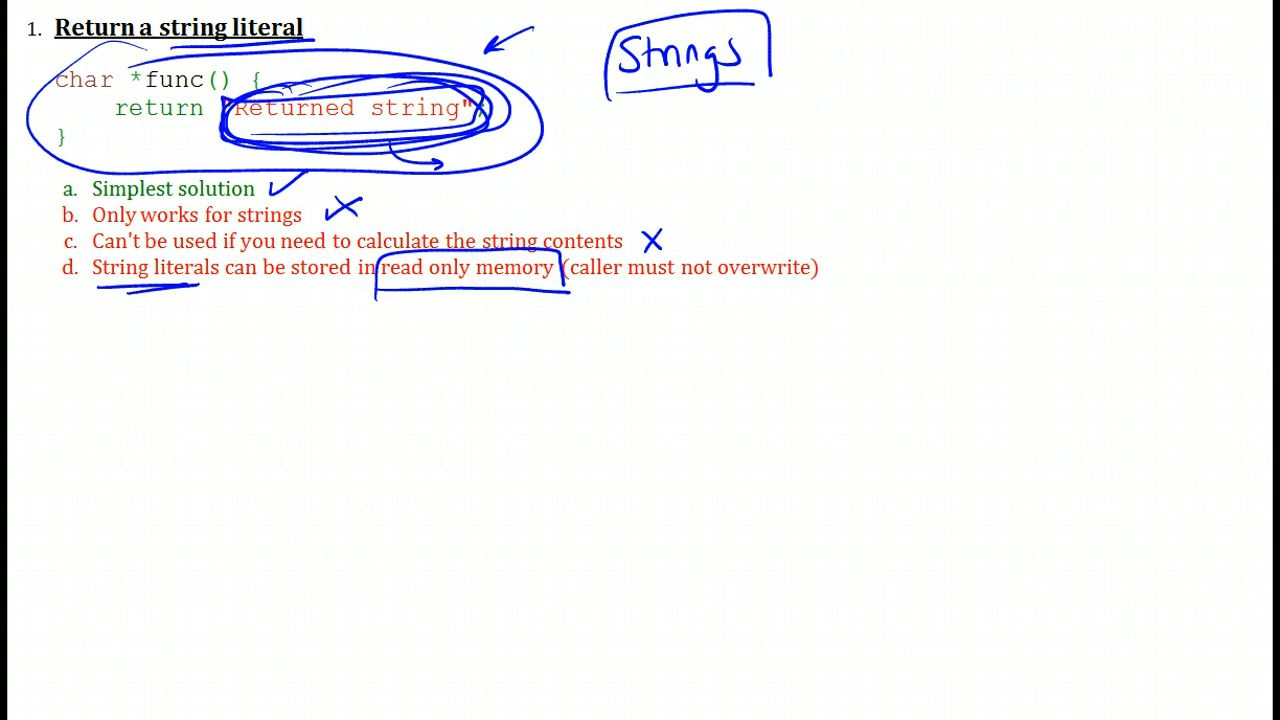 1. Return a string literal
Strings
char *func() {
return "Returned string";
}
a. Simplest solution
b. Only works for strings
c. Can't be used if you need to calculate the string contents
d. String literals can be stored in read only memory (caller must not overwrite)